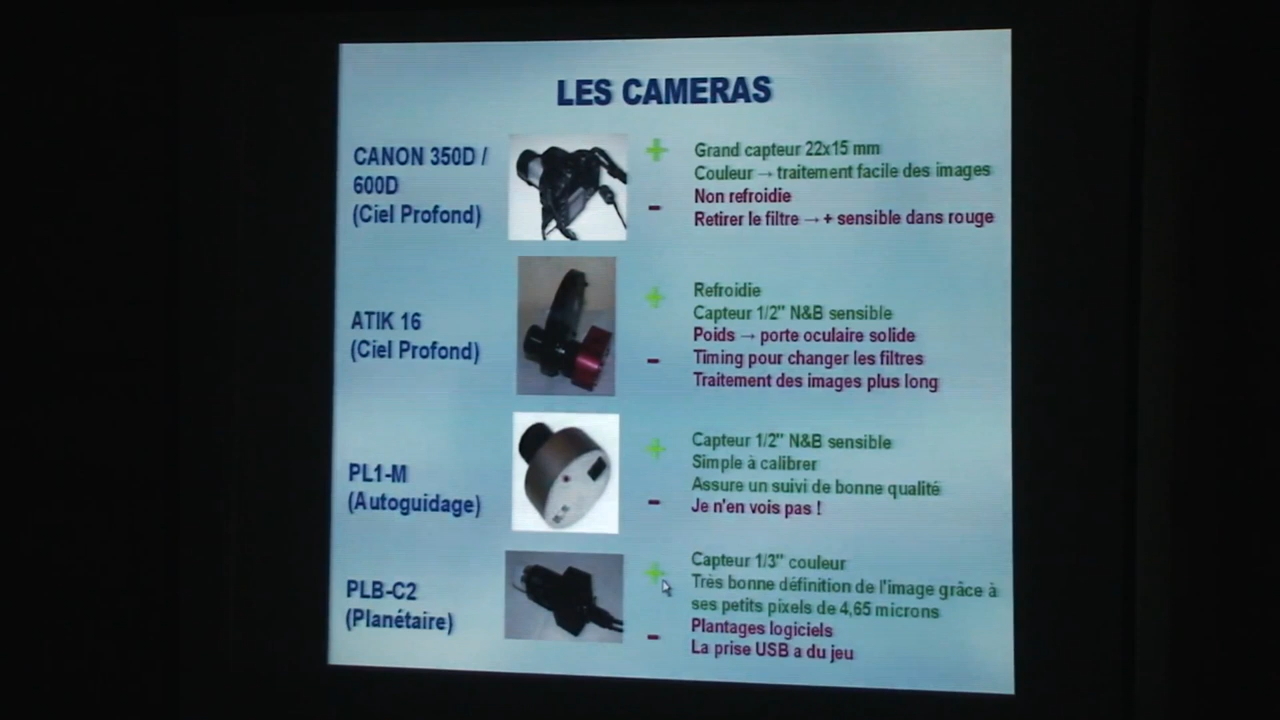 LES CAMERAS
CANON 350D /
600D
(Ciel Profond)
+
Grand capteur 22x15 mm
Couleur → traitement facile des images
-
Non refroidie
Retirer le filtre → + sensible dans rouge
ATIK 16
(Ciel Profond)
+
Refroidie
Capteur 1/2" N&B sensible
-
Poids → porte oculaire solide
Timing pour changer les filtres
Traitement des images plus long
PL1-M
(Autoguidage)
+
Capteur 1/2" N&B sensible
Simple à calibrer
Assure un suivi de bonne qualité
-
Je n'en vois pas !
PLB-C2
(Planétaire)
+
Capteur 1/3" couleur
Très bonne définition de l'image grâce à
ses petits pixels de 4,65 microns
-
Plantages logiciels
La prise USB a du jeu